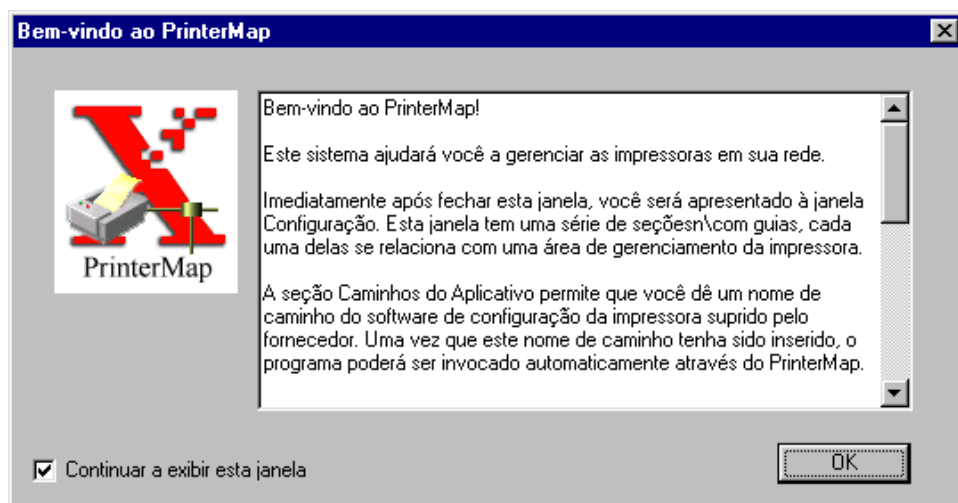 Bem-vindo ao PrinterMap
Bem-vindo ao PrinterMap!
Este sistema ajudará você a gerenciar as impressoras em sua rede.
Imediatamente após fechar esta janela, você será apresentado à janela
Configuração. Esta janela tem uma série de seçõesn\com guias, cada
uma delas se relaciona com uma área de gerenciamento da impressora.
A seção Caminhos do Aplicativo permite que você dê um nome de
caminho do software de configuração da impressora suprido pelo
fornecedor. Uma vez que este nome de caminho tenha sido inserido, o
programa poderá ser invocado automaticamente através do PrinterMap.
PrinterMap
Continuar a exibir esta janela
OK